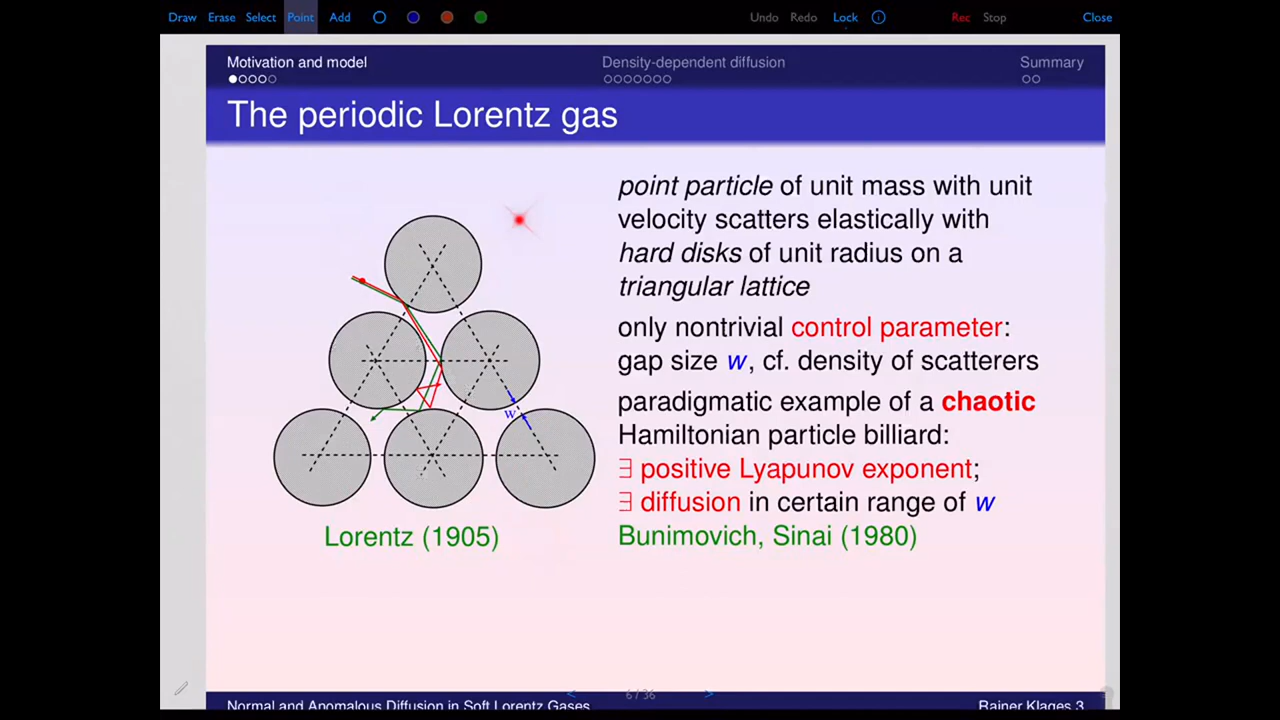 Draw Erase Select Point Add Undo Redo Lock Rec Stop Close
Motivation and model Density-dependent diffusion Summary
The periodic Lorentz gas
point particle of unit mass with unit
velocity scatters elastically with
hard disks of unit radius on a
triangular lattice
only nontrivial control parameter:
gap size w, cf. density of scatterers
paradigmatic example of a chaotic
Hamiltonian particle billiard:
∃ positive Lyapunov exponent;
∃ diffusion in certain range of w
Bunimovich, Sinai (1980)
w
Lorentz (1905)
< 6 / 36 >
Normal and Anomalous Diffusion in Soft Lorentz Gases Rainer Klages 3